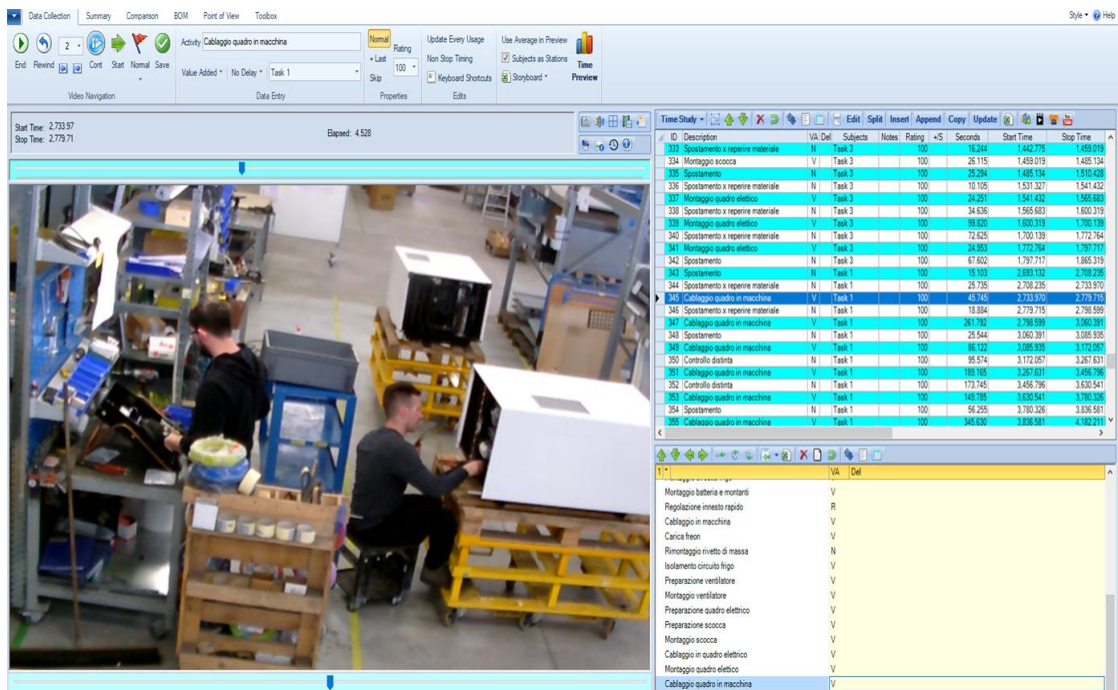 Data Collection Summary Comparison BOM Point of View Toolbox Style Help
End Rewind 2 Cont Start Normal Save
Video Navigation
Activity Cablaggio quadro in macchina
Value Added No Delay Task 1
Data Entry
Normal
+ Last
Skip
Rating
100
Properties
Update Every Usage
Non Stop Timing
Keyboard Shortcuts
Edits
Use Average in Preview
Subjects as Stations
Storyboard
Time Preview
Start Time: 2,733.97
Stop Time: 2,779.71
Elapsed: 4.528
Time Study Edit Split Insert Append Copy Update
ID Description VA Del Subjects Notes Rating +/S Seconds Start Time Stop Time
333 Spostamento x reperire materiale N Task 3 100 16.244 1,442.775 1,459.019
334 Montaggio scocca V Task 3 100 26.115 1,459.019 1,485.134
335 Spostamento N Task 3 100 25.294 1,485.134 1,510.428
336 Spostamento x reperire materiale N Task 3 100 10.105 1,531.327 1,541.432
337 Montaggio quadro elettico V Task 3 100 24.251 1,541.432 1,565.683
338 Spostamento x reperire materiale N Task 3 100 34.636 1,565.683 1,600.319
339 Montaggio quadro elettico V Task 3 100 99.820 1,600.319 1,700.139
340 Spostamento x reperire materiale N Task 3 100 72.625 1,700.139 1,772.764
341 Montaggio quadro elettico V Task 3 100 24.953 1,772.764 1,797.717
342 Spostamento N Task 3 100 67.602 1,797.717 1,865.319
343 Spostamento N Task 1 100 15.103 2,693.132 2,708.235
344 Spostamento x reperire materiale N Task 1 100 25.735 2,708.235 2,733.970
345 Cablaggio quadro in macchina V Task 1 100 45.745 2,733.970 2,779.715
346 Spostamento x reperire materiale N Task 1 100 18.884 2,779.715 2,798.599
347 Cablaggio quadro in macchina V Task 1 100 261.792 2,798.599 3,060.391
348 Spostamento N Task 1 100 25.544 3,060.391 3,085.935
349 Cablaggio quadro in macchina V Task 1 100 86.122 3,085.935 3,172.057
350 Controllo distinta N Task 1 100 95.574 3,172.057 3,267.631
351 Cablaggio quadro in macchina V Task 1 100 189.165 3,267.631 3,456.796
352 Controllo distinta N Task 1 100 173.745 3,456.796 3,630.541
353 Cablaggio quadro in macchina V Task 1 100 149.785 3,630.541 3,780.326
354 Spostamento N Task 1 100 56.255 3,780.326 3,836.581
355 Cablaggio quadro in macchina V Task 1 100 345.630 3,836.581 4,182.211
1 * VA Del
Montaggio batteria e montanti V
Regolazione innesto rapido R
Cablaggio in macchina V
Carica freon V
Rimontaggio rivetto di massa N
Isolamento circuito frigo V
Preparazione ventilatore V
Montaggio ventilatore V
Preparazione quadro elettrico V
Preparazione scocca V
Montaggio scocca V
Cablaggio in quadro elettrico V
Montaggio quadro elettico V
Cablaggio quadro in macchina V